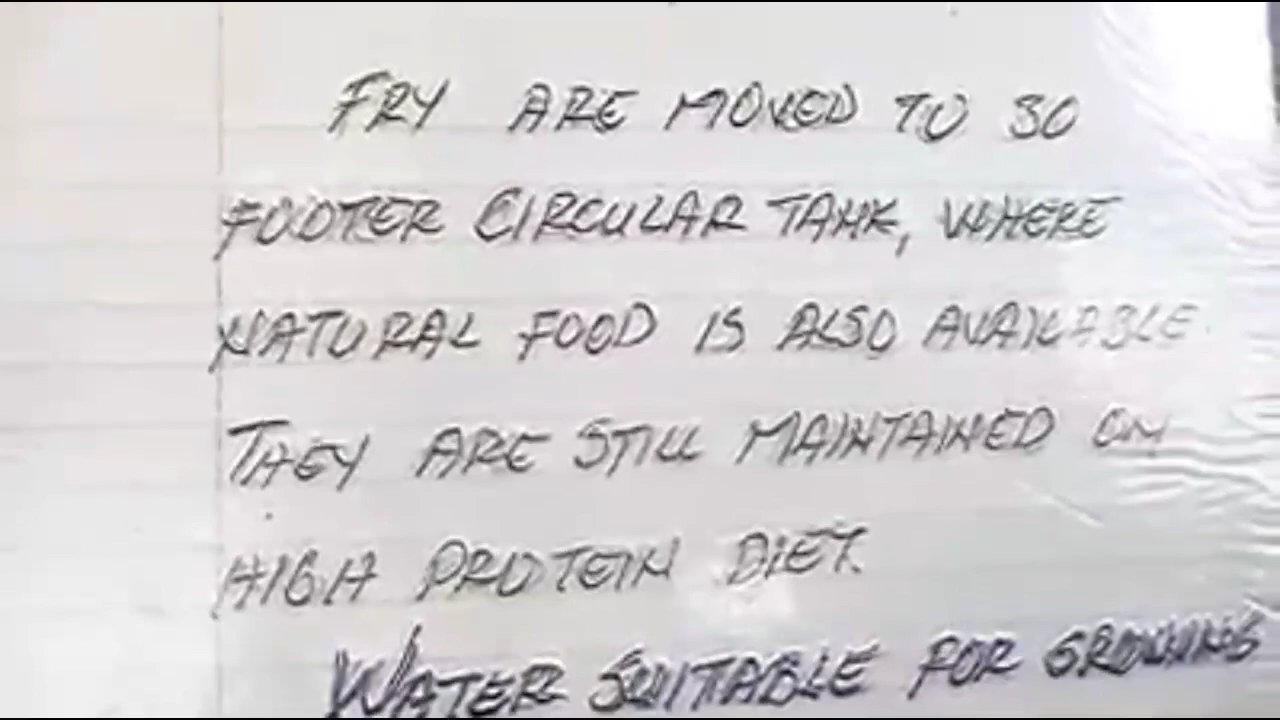 FRY ARE MOVED TO 30
FOOTER CIRCULAR TANK, WHERE
NATURAL FOOD IS ALSO AVAILABLE.
THEY ARE STILL MAINTAINED ON
HIGH PROTEIN DIET.
WATER SUITABLE FOR GROWING